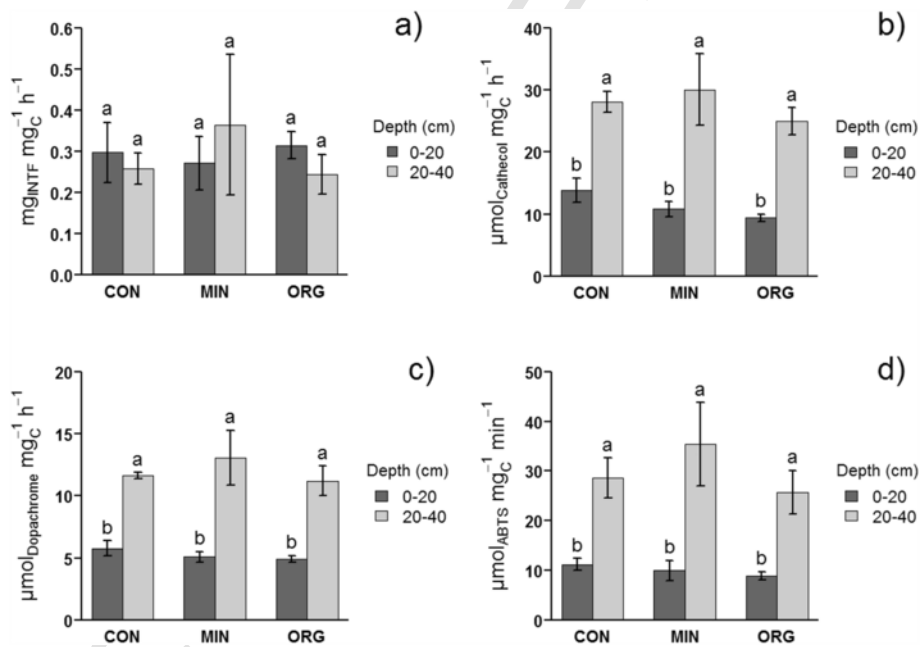 a)
mgINTF mgC⁻¹ h⁻¹
0.6
0.5
0.4
0.3
0.2
0.1
0.0
a
a
a
a
a
a
CON
MIN
ORG
Depth (cm)
0-20
20-40
b)
µmolCathecol mgC⁻¹ h⁻¹
40
30
20
10
0
b
a
b
a
b
a
CON
MIN
ORG
Depth (cm)
0-20
20-40
c)
µmolDopachrome mgC⁻¹ h⁻¹
20
15
10
5
0
b
a
b
a
b
a
CON
MIN
ORG
Depth (cm)
0-20
20-40
d)
µmolABTS mgC⁻¹ min⁻¹
50
40
30
20
10
0
b
a
b
a
b
a
CON
MIN
ORG
Depth (cm)
0-20
20-40